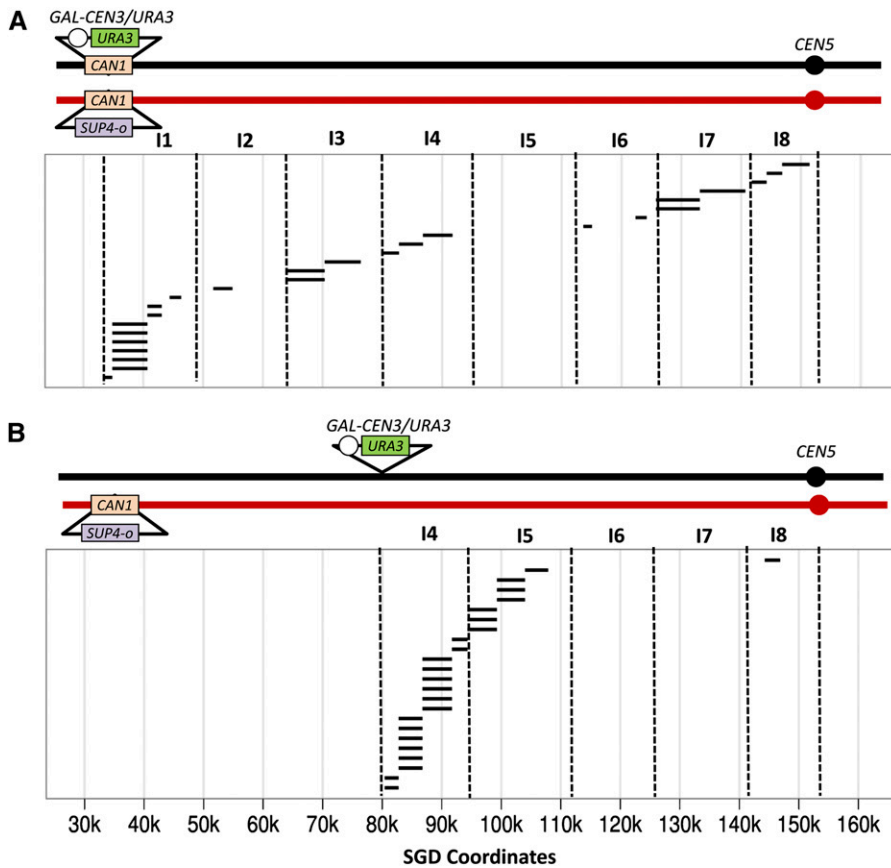 A
GAL-CEN3/URA3
URA3
CAN1
CEN5
CAN1
SUP4-o
I1 I2 I3 I4 I5 I6 I7 I8
B
GAL-CEN3/URA3
URA3
CEN5
CAN1
SUP4-o
I4 I5 I6 I7 I8
30k 40k 50k 60k 70k 80k 90k 100k 110k 120k 130k 140k 150k 160k
SGD Coordinates